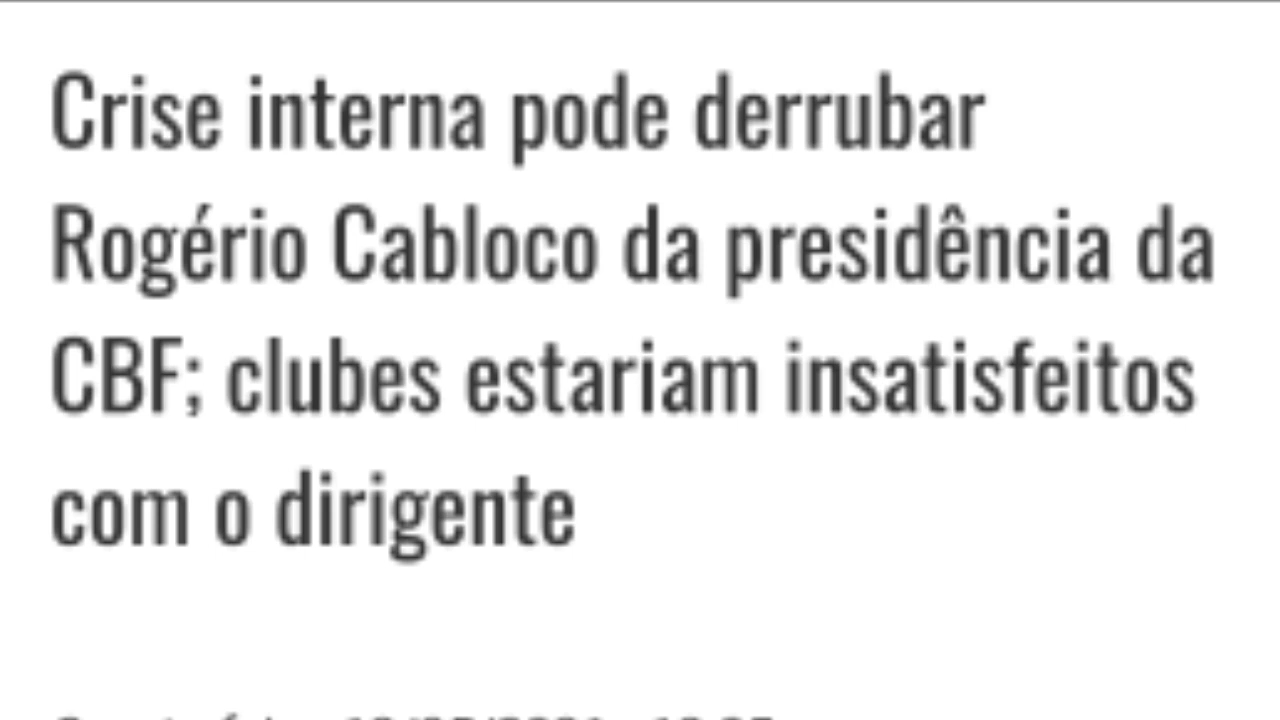 Crise interna pode derrubar
Rogério Cabloco da presidência da
CBF; clubes estariam insatisfeitos
com o dirigente